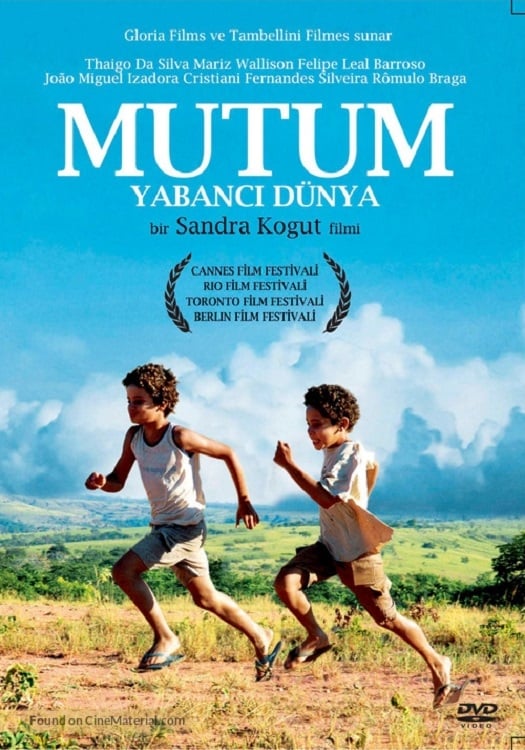 Gloria Films ve Tambellini Filmes sunar
Thaigo Da Silva Mariz Wallison Felipe Leal Barroso
João Miguel Izadora Cristiani Fernandes Silveira Rômulo Braga
MUTUM
YABANCI DÜNYA
bir Sandra Kogut filmi
CANNES FİLM FESTİVALİ
RIO FİLM FESTİVALİ
TORONTO FİLM FESTİVALİ
BERLIN FİLM FESTİVALİ
DVD
VIDEO
Found on CineMaterial.com